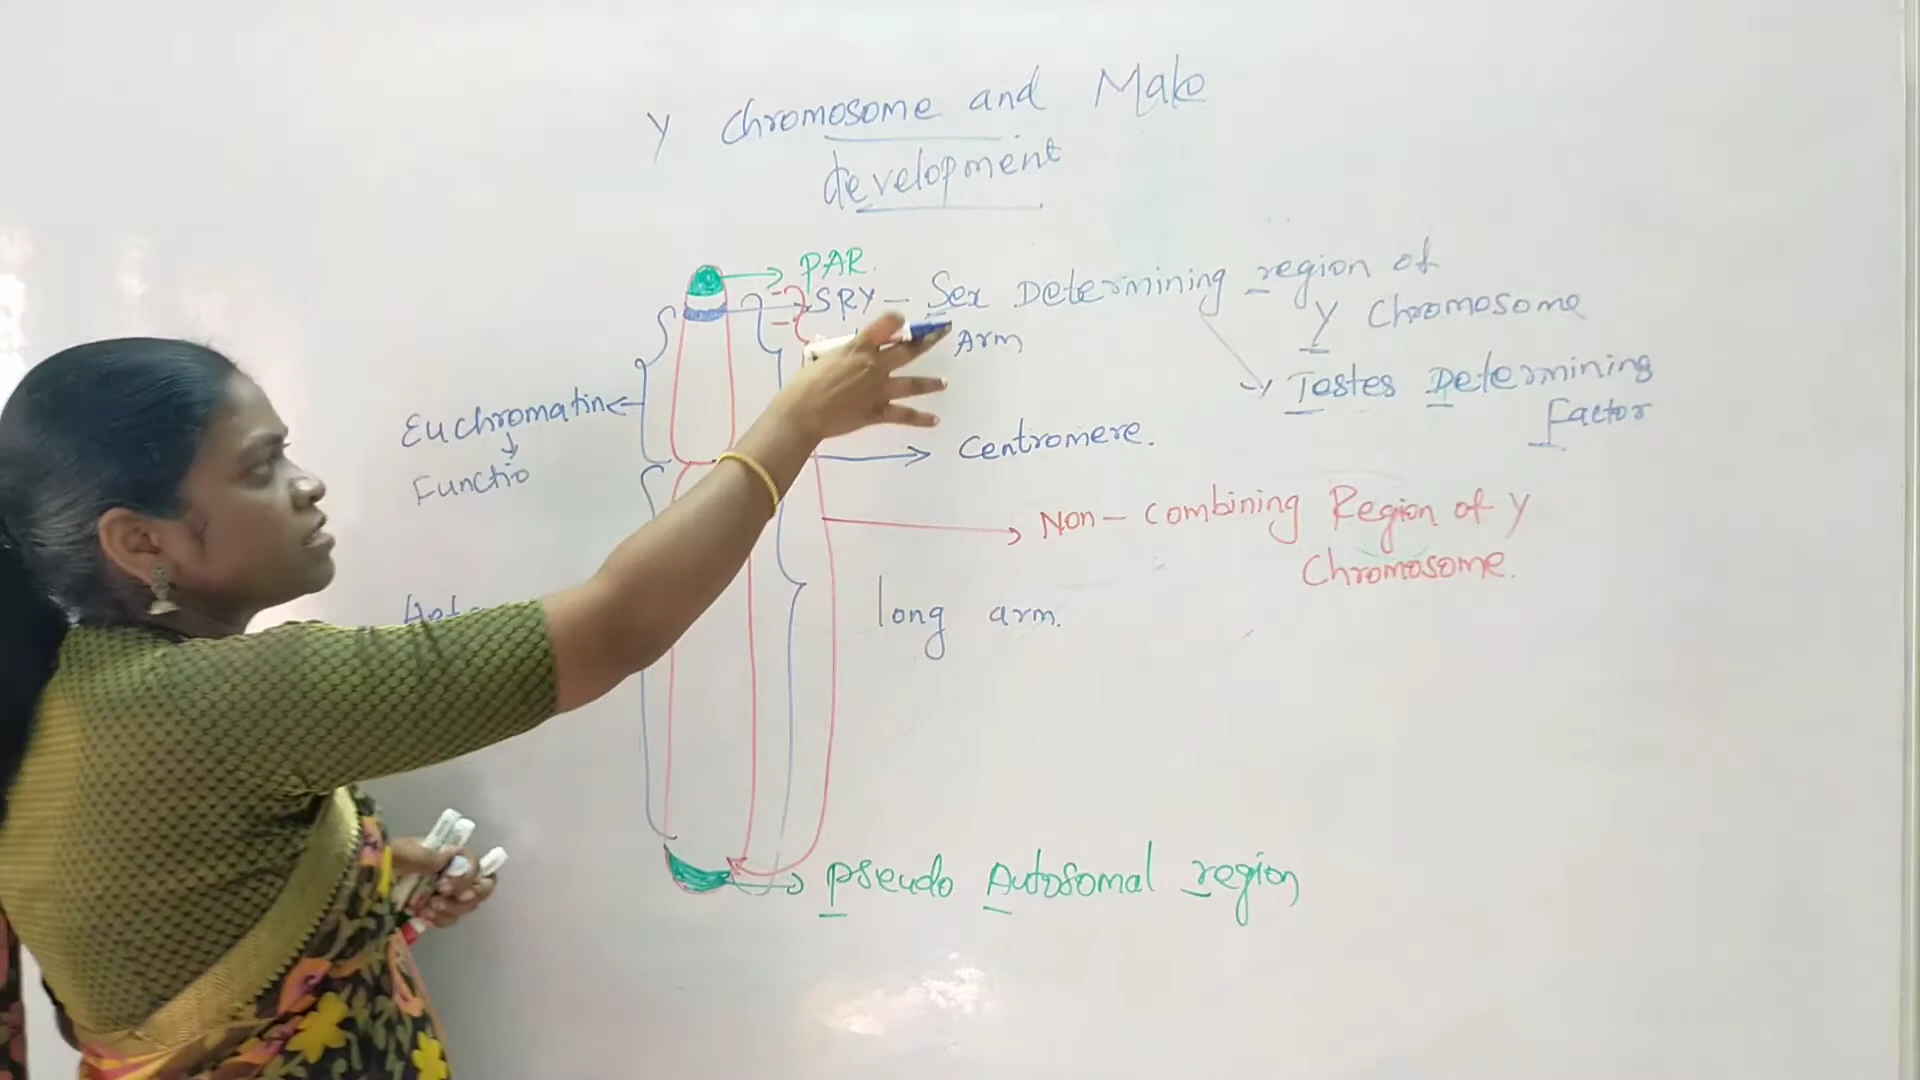 Y Chromosome and Male
development
PAR.
SRY - Sex Determining region of
Y Chromosome
Arm
Testes Determining
Factor
Euchromatin
Functio
Centromere.
Non - Combining Region of Y
Chromosome.
long arm.
Pseudo Autosomal region